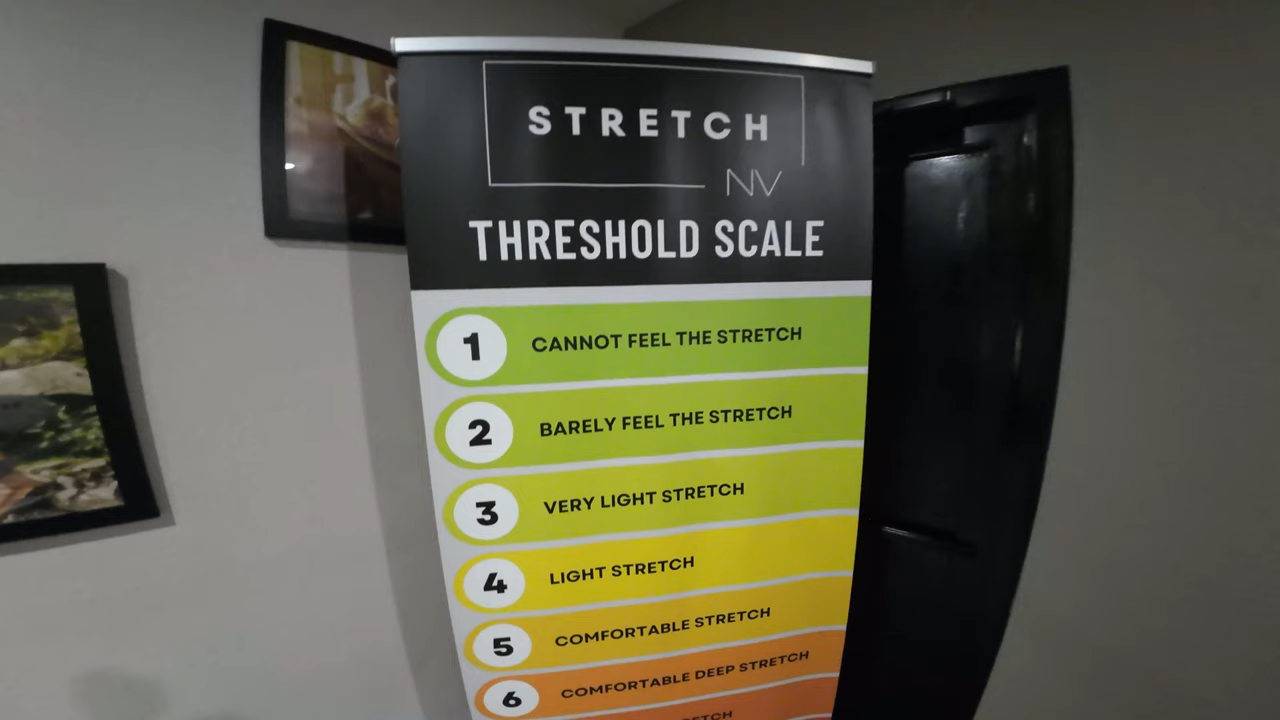 STRETCH
NV
THRESHOLD SCALE
1 CANNOT FEEL THE STRETCH
2 BARELY FEEL THE STRETCH
3 VERY LIGHT STRETCH
4 LIGHT STRETCH
5 COMFORTABLE STRETCH
6 COMFORTABLE DEEP STRETCH
STRETCH